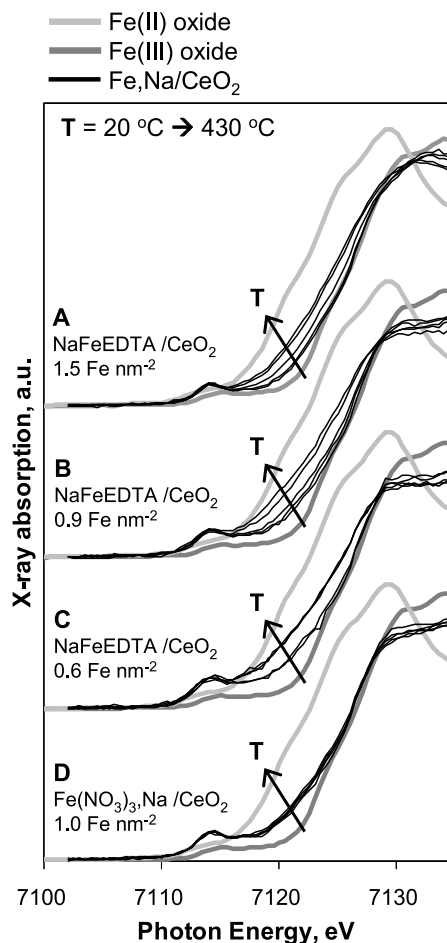 Fe(II) oxide
Fe(III) oxide
Fe,Na/CeO₂
T = 20 °C → 430 °C
T
A
NaFeEDTA /CeO₂
1.5 Fe nm⁻²
T
B
NaFeEDTA /CeO₂
0.9 Fe nm⁻²
T
C
NaFeEDTA /CeO₂
0.6 Fe nm⁻²
T
D
Fe(NO₃)₃,Na /CeO₂
1.0 Fe nm⁻²
X-ray absorption, a.u.
7100 7110 7120 7130
Photon Energy, eV